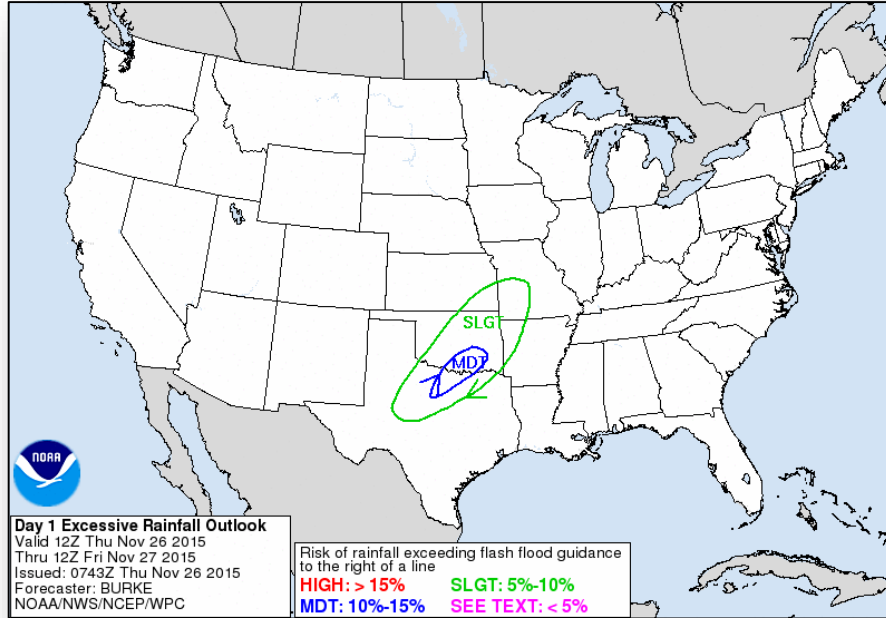 SLGT
MDT
NOAA
Day 1 Excessive Rainfall Outlook
Valid 12Z Thu Nov 26 2015
Thru 12Z Fri Nov 27 2015
Issued: 0743Z Thu Nov 26 2015
Forecaster: BURKE
NOAA/NWS/NCEP/WPC
Risk of rainfall exceeding flash flood guidance
to the right of a line
HIGH: > 15% SLGT: 5%-10%
MDT: 10%-15% SEE TEXT: < 5%